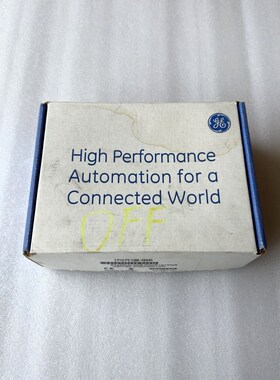 High Performance
Automation for a
Connected World
OFF